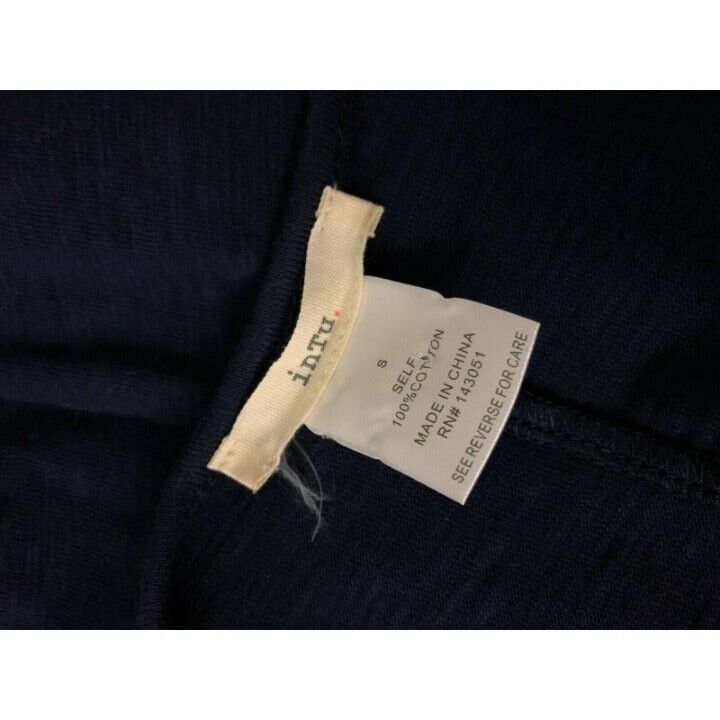 inTu.
S
SELF
100%COTTON
MADE IN CHINA
RN# 143051
SEE REVERSE FOR CARE